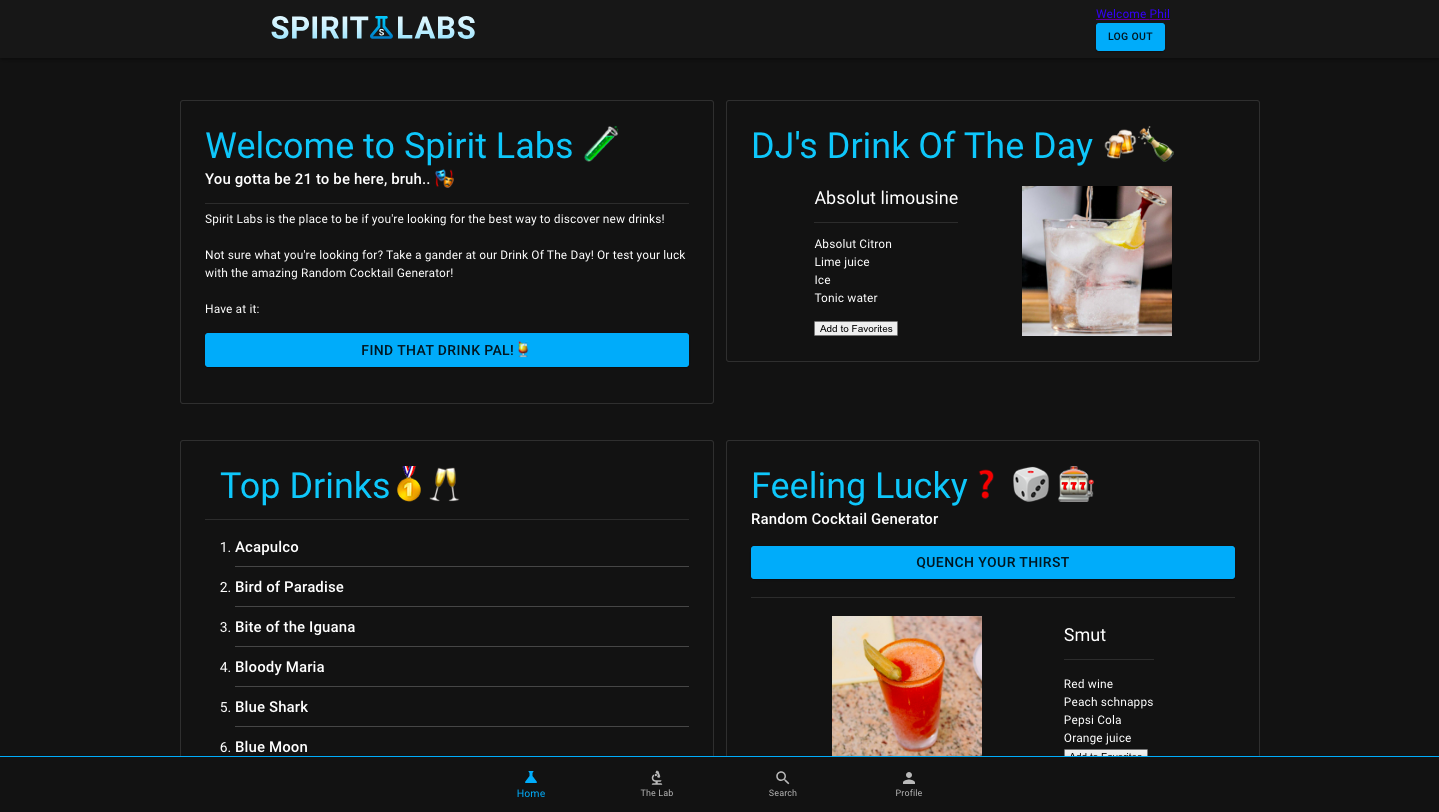 SPIRIT LABS
Welcome Phil
LOG OUT
Welcome to Spirit Labs
You gotta be 21 to be here, bruh..
Spirit Labs is the place to be if you're looking for the best way to discover new drinks!
Not sure what you're looking for? Take a gander at our Drink Of The Day! Or test your luck
with the amazing Random Cocktail Generator!
Have at it:
FIND THAT DRINK PAL!
DJ's Drink Of The Day
Absolut limousine
Absolut Citron
Lime juice
Ice
Tonic water
Add to Favorites
Top Drinks
1. Acapulco
2. Bird of Paradise
3. Bite of the Iguana
4. Bloody Maria
5. Blue Shark
6. Blue Moon
Feeling Lucky❓
Random Cocktail Generator
QUENCH YOUR THIRST
Smut
Red wine
Peach schnapps
Pepsi Cola
Orange juice
Add to Favorites
Home
The Lab
Search
Profile